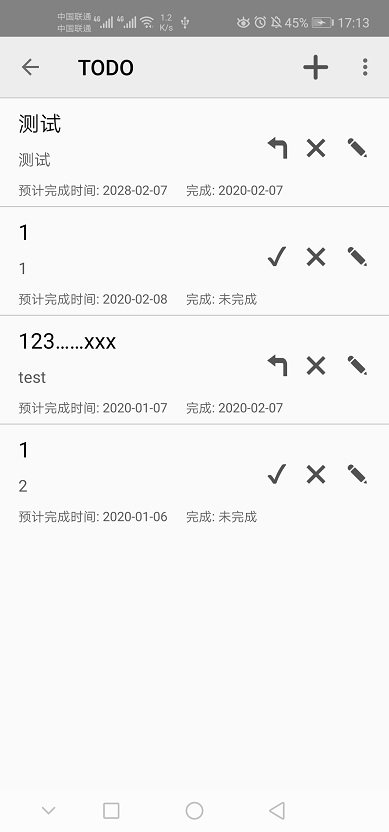 中国联通 4G 4G 1.2 K/s 45% 17:13
中国联通
TODO
测试
测试
预计完成时间: 2028-02-07 完成: 2020-02-07
1
1
预计完成时间: 2020-02-08 完成: 未完成
123……xxx
test
预计完成时间: 2020-01-07 完成: 2020-02-07
1
2
预计完成时间: 2020-01-06 完成: 未完成